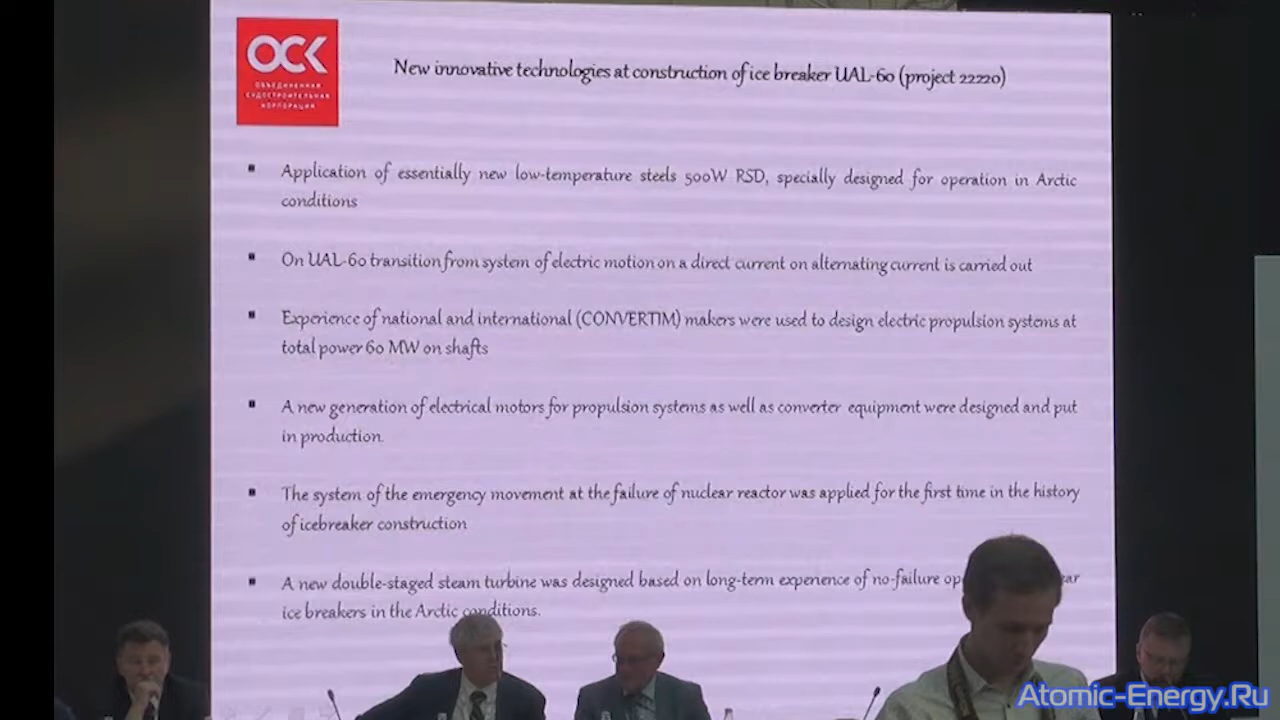 ОСК
ОБЪЕДИНЕННАЯ
СУДОСТРОИТЕЛЬНАЯ
КОРПОРАЦИЯ
New innovative technologies at construction of ice breaker UAL-60 (project 22220)
Application of essentially new low-temperature steels 500W RSD, specially designed for operation in Arctic
conditions
On UAL-60 transition from system of electric motion on a direct current on alternating current is carried out
Experience of national and international (CONVERTIM) makers were used to design electric propulsion systems at
total power 60 MW on shafts
A new generation of electrical motors for propulsion systems as well as converter equipment were designed and put
in production.
The system of the emergency movement at the failure of nuclear reactor was applied for the first time in the history
of icebreaker construction
A new double-staged steam turbine was designed based on long-term experience of no-failure
ice breakers in the Arctic conditions.
Atomic-Energy.Ru